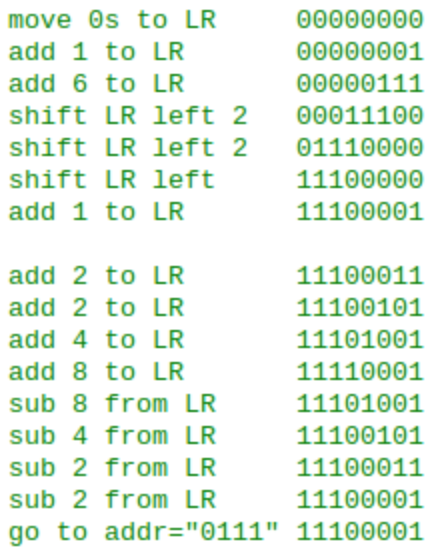 move 0s to LR     00000000
add 1 to LR       00000001
add 6 to LR       00000111
shift LR left 2   00011100
shift LR left 2   01110000
shift LR left     11100000
add 1 to LR       11100001

add 2 to LR       11100011
add 2 to LR       11100101
add 4 to LR       11101001
add 8 to LR       11110001
sub 8 from LR     11101001
sub 4 from LR     11100101
sub 2 from LR     11100011
sub 2 from LR     11100001
go to addr="0111" 11100001